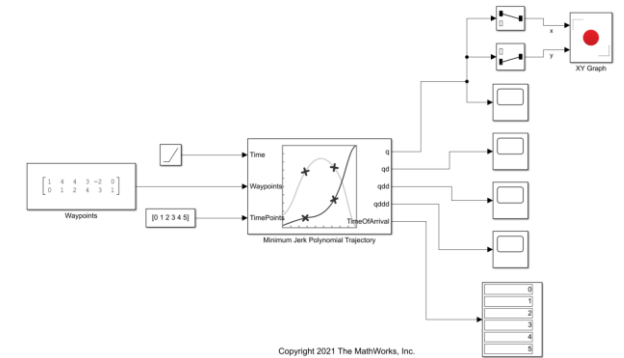 x
y
XY Graph
1 4 4 3 -2 0
0 1 2 4 3 1
Waypoints
[0 1 2 3 4 5]
Time
Waypoints
TimePoints
q
qd
qdd
qddd
TimeOfArrival
Minimum Jerk Polynomial Trajectory
0
1
2
3
4
5
Copyright 2021 The MathWorks, Inc.